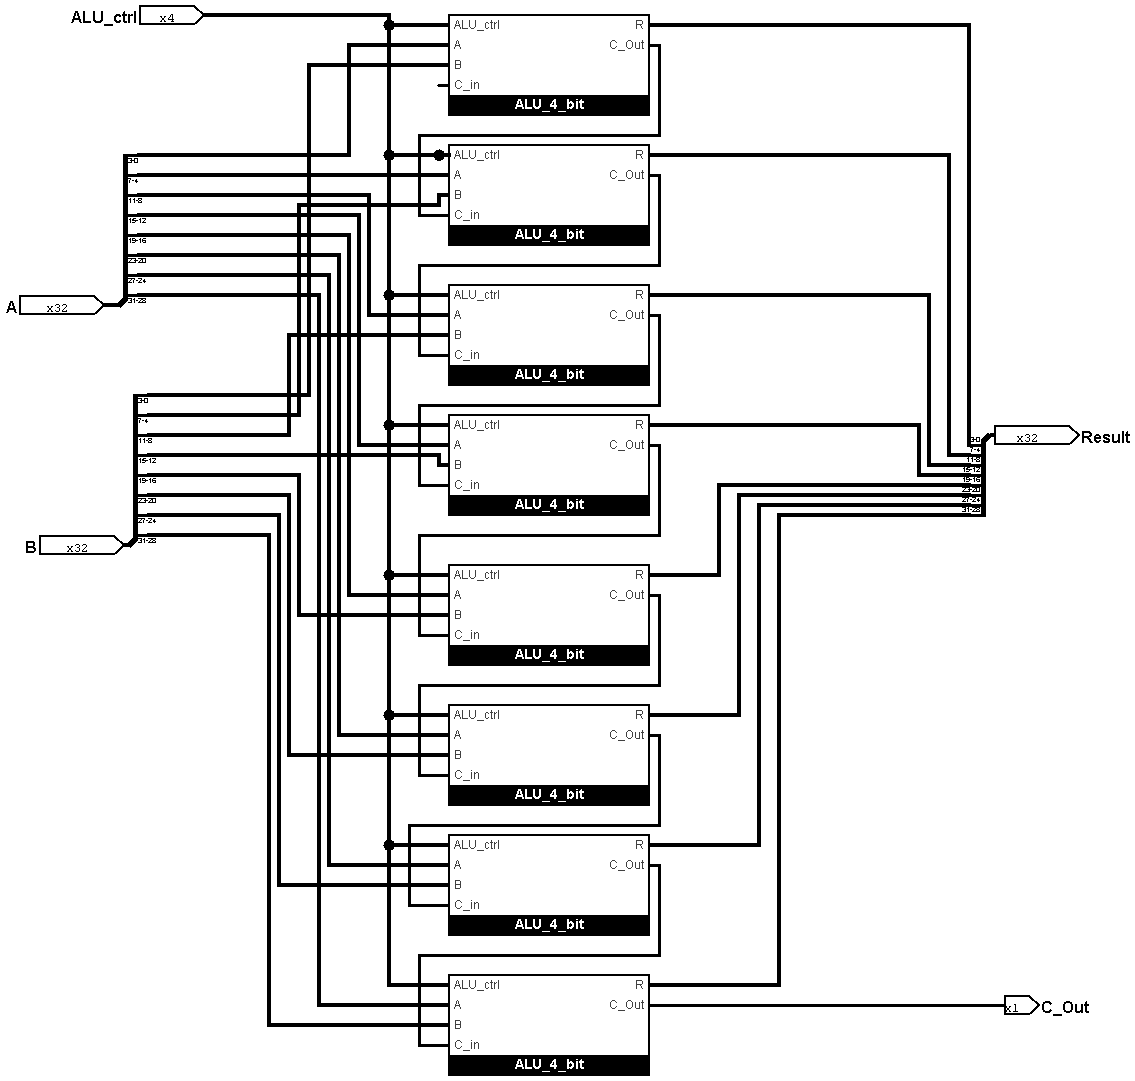 ALU_ctrl x4
ALU_ctrl R
A C_Out
B
C_in
ALU_4_bit
ALU_ctrl R
A C_Out
B
C_in
ALU_4_bit
3-0
7-4
11-8
15-12
19-16
23-20
27-24
31-28
A x32
ALU_ctrl R
A C_Out
B
C_in
ALU_4_bit
3-0
7-4
11-8
15-12
19-16
23-20
27-24
31-28
B x32
ALU_ctrl R
A C_Out
B
C_in
ALU_4_bit
x32 Result
3-0
7-4
11-8
15-12
19-16
23-20
27-24
31-28
ALU_ctrl R
A C_Out
B
C_in
ALU_4_bit
ALU_ctrl R
A C_Out
B
C_in
ALU_4_bit
ALU_ctrl R
A C_Out
B
C_in
ALU_4_bit
ALU_ctrl R
A C_Out
B
C_in
ALU_4_bit
x1 C_Out